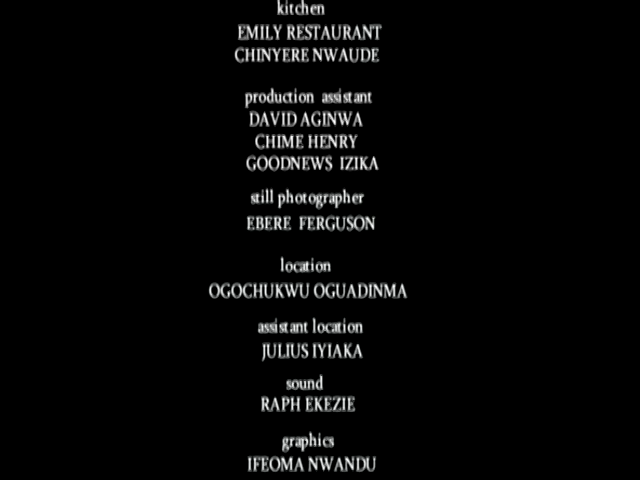 kitchen
EMILY RESTAURANT
CHINYERE NWAUDE
production assistant
DAVID AGINWA
CHIME HENRY
GOODNEWS IZIKA
still photographer
EBERE FERGUSON
location
OGOCHUKWU OGUADINMA
assistant location
JULIUS IYIAKA
sound
RAPH EKEZIE
graphics
IFEOMA NWANDU